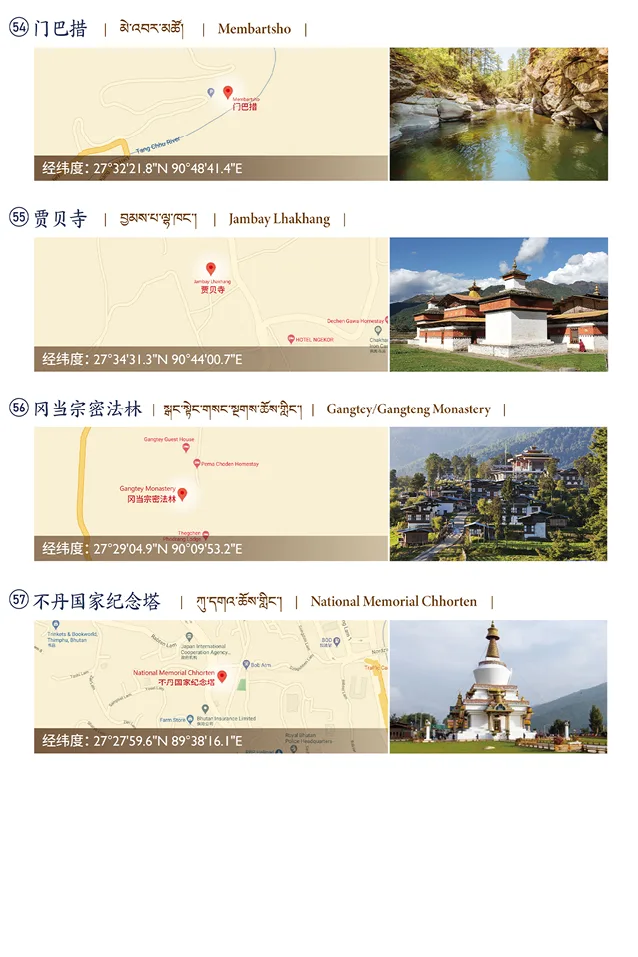 54 门巴措 | མེ་འབར་མཚོ། | Membartsho |
Membartsho
门巴措
Tang Chhu River
经纬度：27°32'21.8"N 90°48'41.4"E
55 贾贝寺 | བྱམས་པ་ལྷ་ཁང་། | Jambay Lhakhang |
Jambay Lhakhang
贾贝寺
Dechen Gawa Homestay
HOTEL NGEKOR
经纬度：27°34'31.3"N 90°44'00.7"E
56 冈当宗密法林 | སྒང་སྟེང་གསང་སྔགས་ཆོས་གླིང་། | Gangtey/Gangteng Monastery |
Gangtey Guest House
Pema Choden Homestay
Gangtey Monastery
冈当宗密法林
经纬度：27°29'04.9"N 90°09'53.2"E
57 不丹国家纪念塔 | ཀུ་དགའ་ཆོས་གླིང་། | National Memorial Chhorten |
Trinkets & Bookworld,
Thimphu, Bhutan
Japan International
Cooperation Agency...
BOD
National Memorial Chhorten
不丹国家纪念塔
Bob Aim
Farm Store
Bhutan Insurance Limited
Royal Bhutan
Police Headquarters
经纬度：27°27'59.6"N 89°38'16.1"E